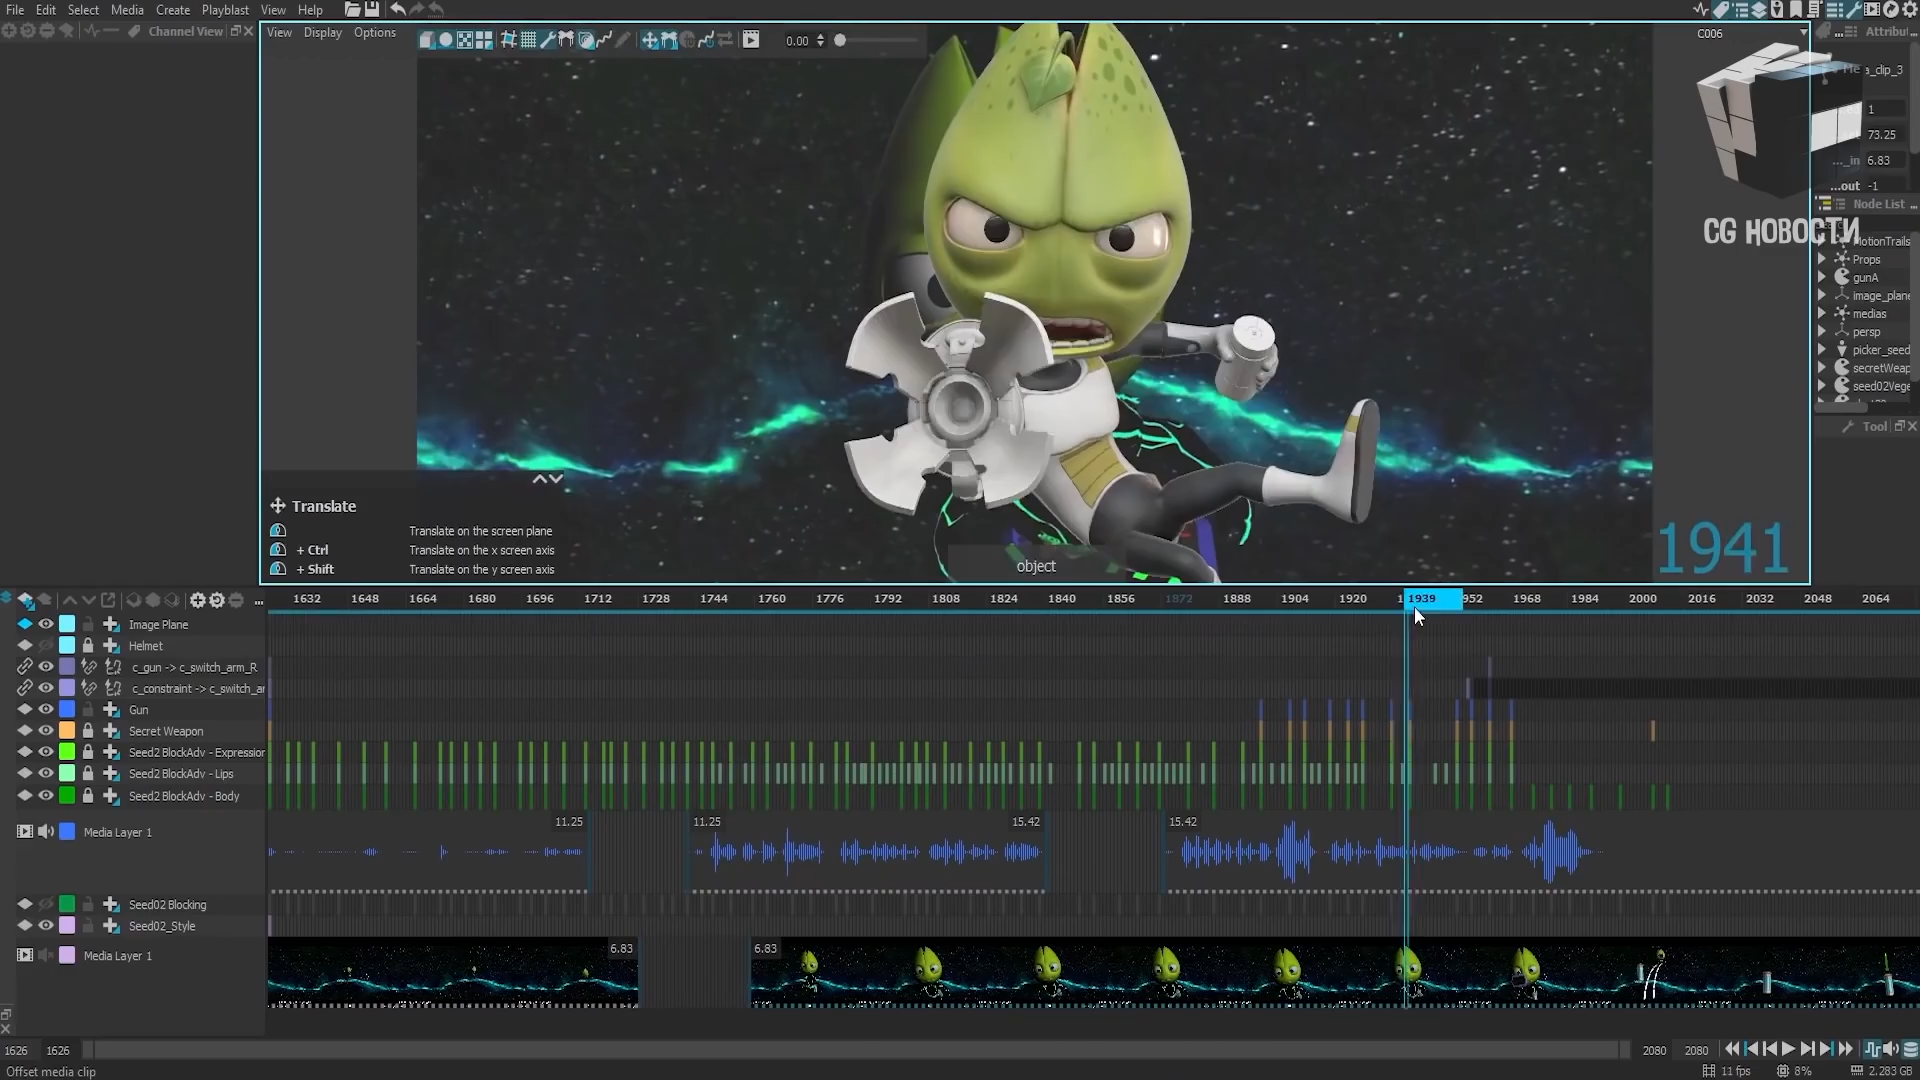 File Edit Select Media Create Playblast View Help
Channel View
View Display Options
0.00
C006
Attribu...
a_clip_3
1
73.25
..._in 6.83
...out -1
Node List ...
CG НОВОСТИ
MotionTrails
Props
gunA
image_plane
medias
persp
picker_seed
secretWeap
seed02Vege
Tool
Translate
Translate on the screen plane
+ Ctrl Translate on the x screen axis
+ Shift Translate on the y screen axis
object
1941
1632 1648 1664 1680 1696 1712 1728 1744 1760 1776 1792 1808 1824 1840 1856 1872 1888 1904 1920 1939 952 1968 1984 2000 2016 2032 2048 2064
Image Plane
Helmet
c_gun -> c_switch_arm_R
c_constraint -> c_switch_ar
Gun
Secret Weapon
Seed2 BlockAdv - Expression
Seed2 BlockAdv - Lips
Seed2 BlockAdv - Body
11.25 11.25 15.42 15.42
Media Layer 1
Seed02 Blocking
Seed02_Style
6.83 6.83
Media Layer 1
1626 1626 2080 2080
Offset media clip 11 fps 8% 2.283 GB